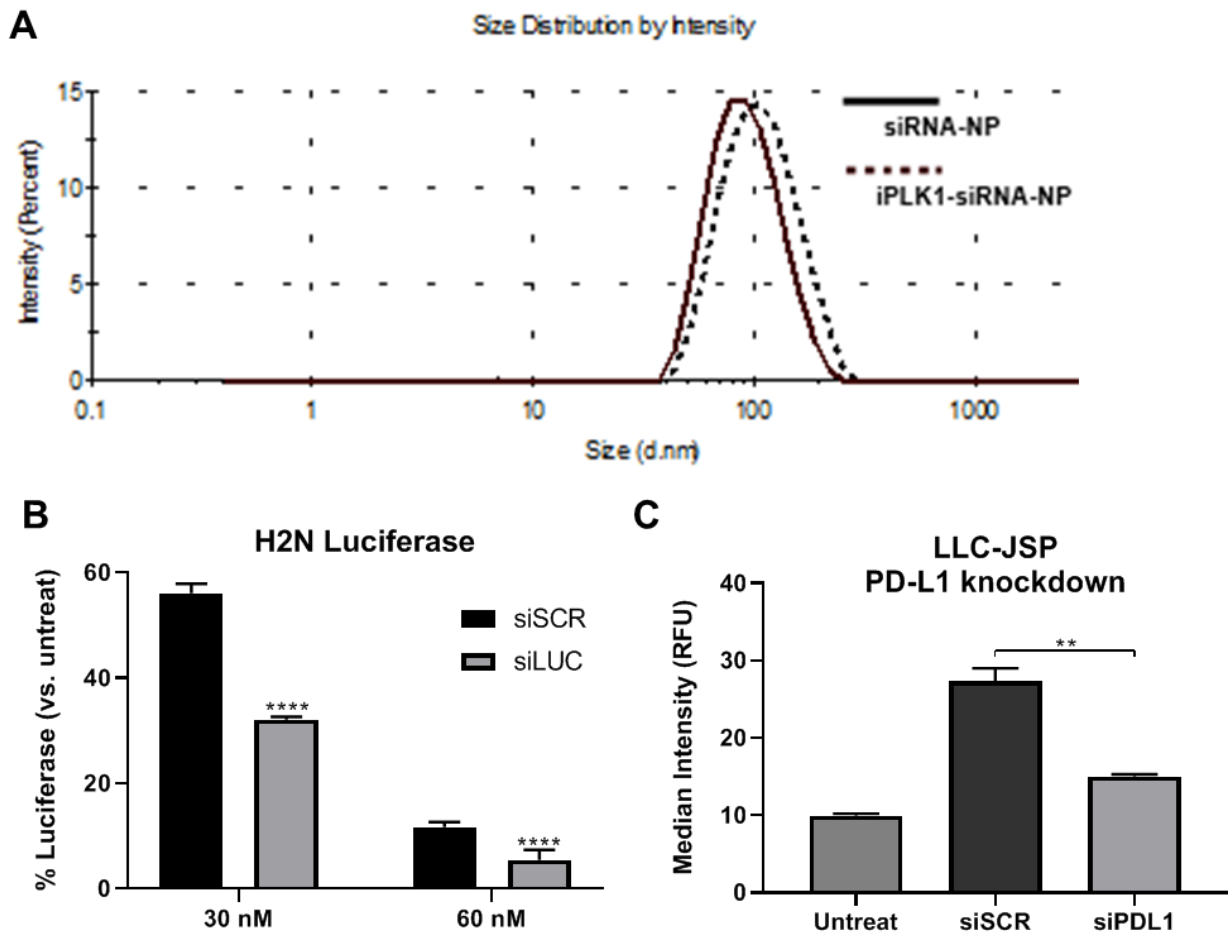 A
Size Distribution by Intensity
Intensity (Percent)
15
10
5
0
0.1
1
10
100
1000
Size (d.nm)
siRNA-NP
iPLK1-siRNA-NP
B
H2N Luciferase
% Luciferase (vs. untreat)
60
40
20
0
siSCR
siLUC
****
****
30 nM
60 nM
C
LLC-JSP
PD-L1 knockdown
Median Intensity (RFU)
40
30
20
10
0
**
Untreat
siSCR
siPDL1